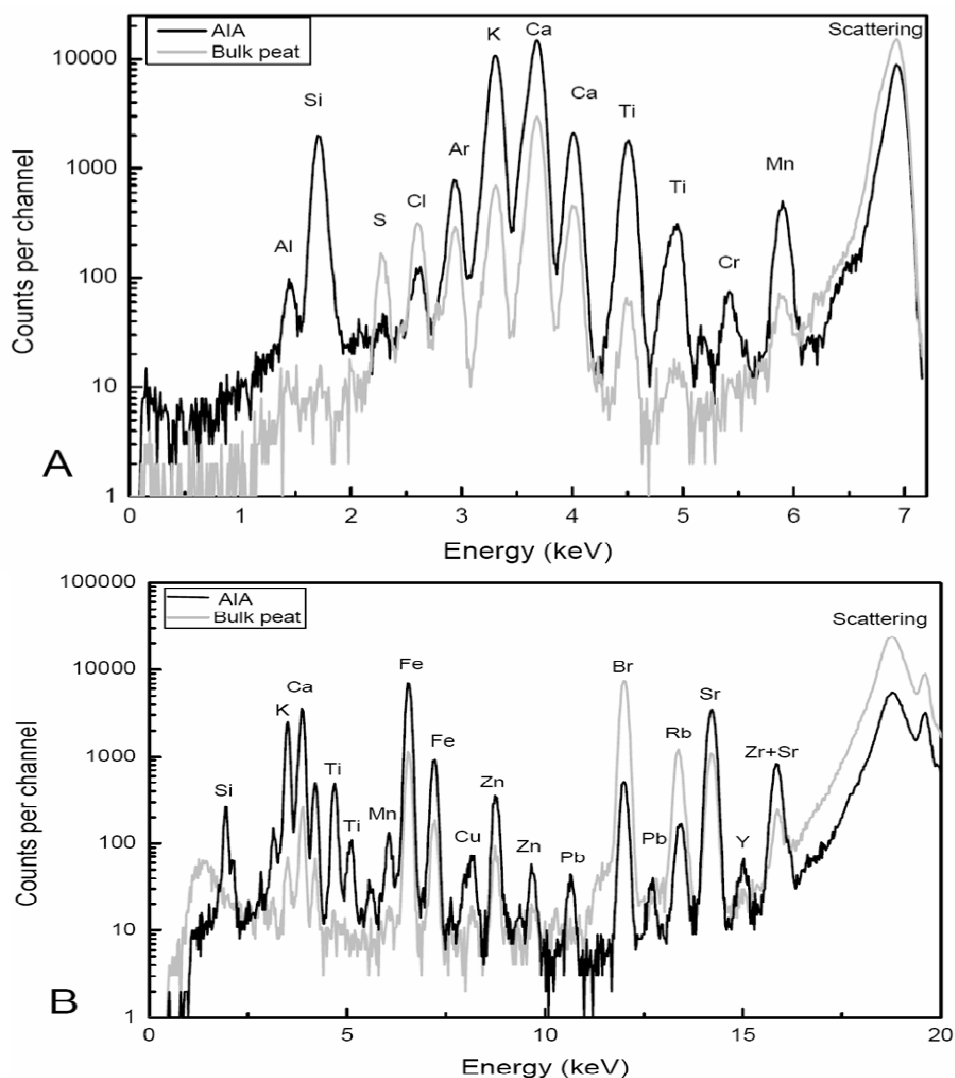 AIA
Bulk peat
Al
Si
S
Cl
Ar
K
Ca
Ca
Ti
Ti
Cr
Mn
Scattering
10000
1000
100
10
1
Counts per channel
A
0 1 2 3 4 5 6 7
Energy (keV)
AIA
Bulk peat
Si
K
Ca
Ti
Ti
Mn
Fe
Fe
Cu
Zn
Zn
Pb
Br
Pb
Rb
Sr
Y
Zr+Sr
Scattering
100000
10000
1000
100
10
1
Counts per channel
B
0 5 10 15 20
Energy (keV)